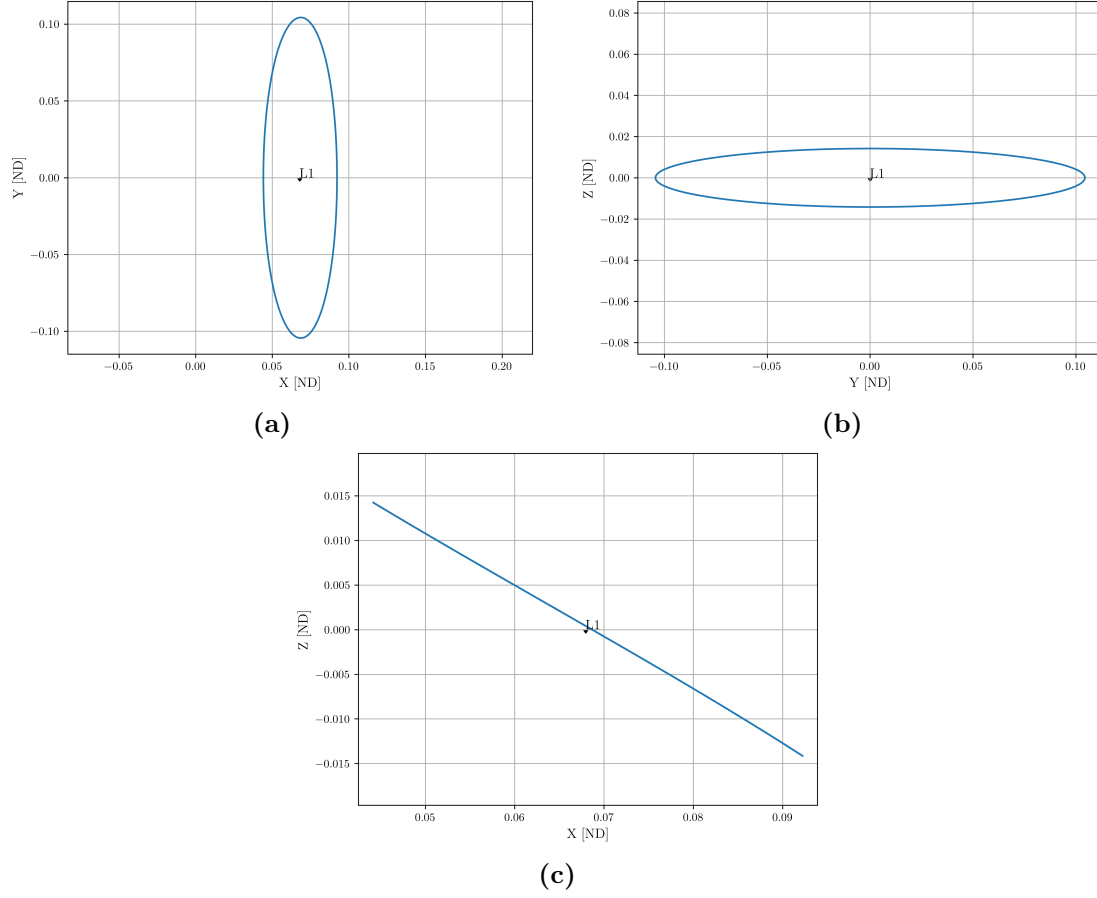 0.10
0.05
0.00
−0.05
−0.10
Y [ND]
L1
−0.05 0.00 0.05 0.10 0.15 0.20
X [ND]
(a)
0.08
0.06
0.04
0.02
0.00
−0.02
−0.04
−0.06
−0.08
Z [ND]
L1
−0.10 −0.05 0.00 0.05 0.10
Y [ND]
(b)
0.015
0.010
0.005
0.000
−0.005
−0.010
−0.015
Z [ND]
L1
0.05 0.06 0.07 0.08 0.09
X [ND]
(c)